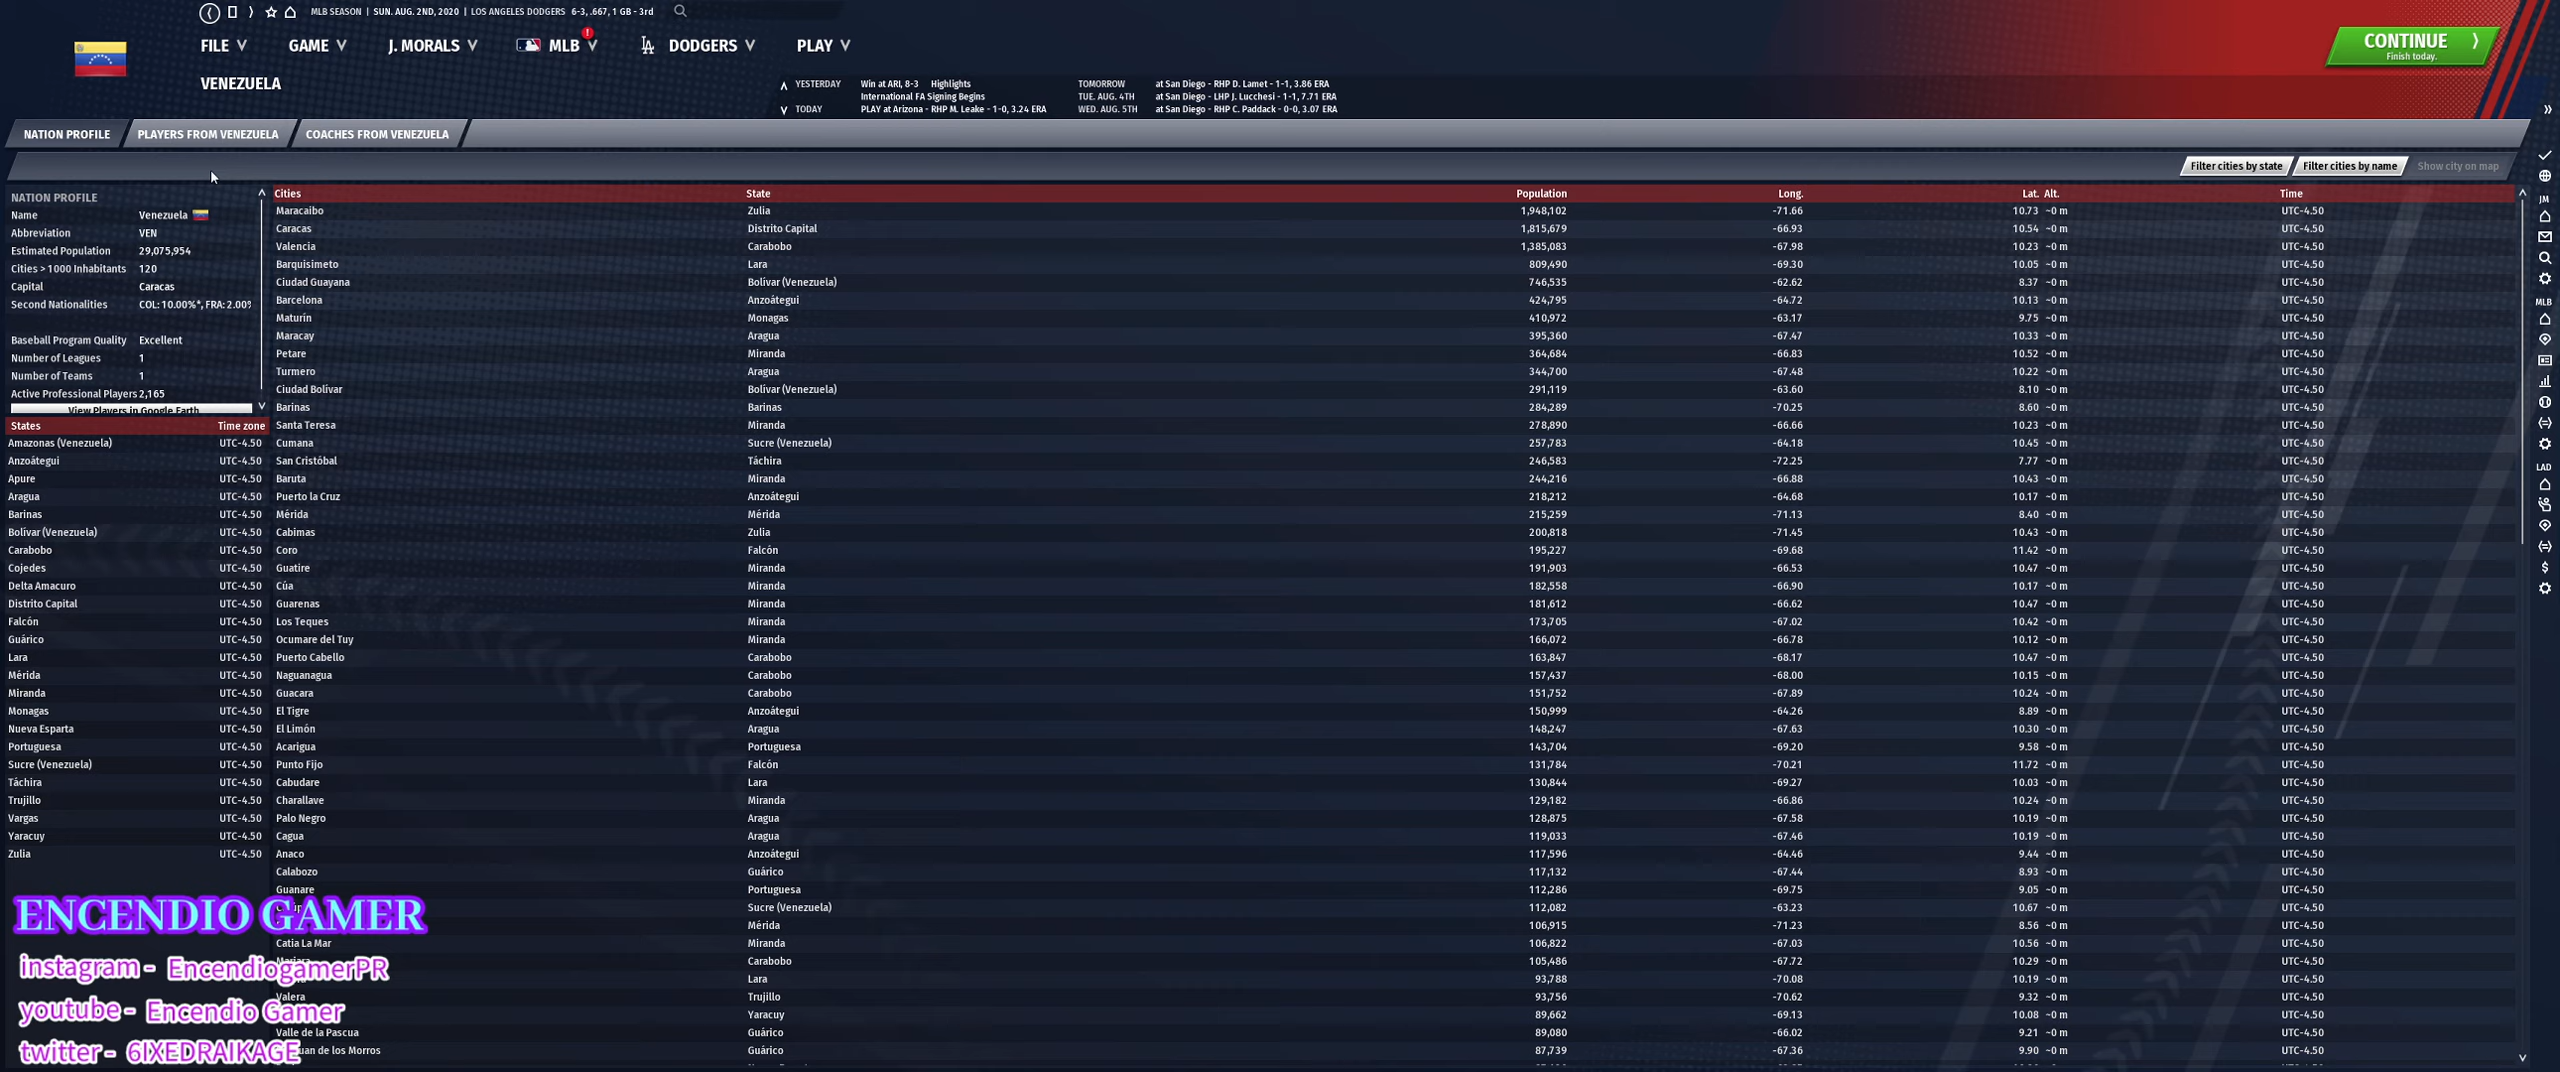 MLB SEASON | SUN. AUG. 2ND, 2020 | LOS ANGELES DODGERS 6-3, .667, 1 GB - 3rd
FILE GAME J. MORALS MLB ! LA DODGERS PLAY
CONTINUE
Finish today.
VENEZUELA
YESTERDAY Win at ARI, 8-3 Highlights
International FA Signing Begins
TODAY PLAY at Arizona - RHP M. Leake - 1-0, 3.24 ERA
TOMORROW at San Diego - RHP D. Lamet - 1-1, 3.86 ERA
TUE. AUG. 4TH at San Diego - LHP J. Lucchesi - 1-1, 7.71 ERA
WED. AUG. 5TH at San Diego - RHP C. Paddack - 0-0, 3.07 ERA
NATION PROFILE PLAYERS FROM VENEZUELA COACHES FROM VENEZUELA
Filter cities by state Filter cities by name Show city on map
NATION PROFILE
Name Venezuela
Abbreviation VEN
Estimated Population 29,075,954
Cities > 1000 Inhabitants 120
Capital Caracas
Second Nationalities COL: 10.00%*, FRA: 2.00%
Baseball Program Quality Excellent
Number of Leagues 1
Number of Teams 1
Active Professional Players 2,165
View Players in Google Earth
States Time zone
Amazonas (Venezuela) UTC-4.50
Anzoátegui UTC-4.50
Apure UTC-4.50
Aragua UTC-4.50
Barinas UTC-4.50
Bolívar (Venezuela) UTC-4.50
Carabobo UTC-4.50
Cojedes UTC-4.50
Delta Amacuro UTC-4.50
Distrito Capital UTC-4.50
Falcón UTC-4.50
Guárico UTC-4.50
Lara UTC-4.50
Mérida UTC-4.50
Miranda UTC-4.50
Monagas UTC-4.50
Nueva Esparta UTC-4.50
Portuguesa UTC-4.50
Sucre (Venezuela) UTC-4.50
Táchira UTC-4.50
Trujillo UTC-4.50
Vargas UTC-4.50
Yaracuy UTC-4.50
Zulia UTC-4.50
Cities State Population Long. Lat. Alt. Time
Maracaibo Zulia 1,948,102 -71.66 10.73 ~0 m UTC-4.50
Caracas Distrito Capital 1,815,679 -66.93 10.54 ~0 m UTC-4.50
Valencia Carabobo 1,385,083 -67.98 10.23 ~0 m UTC-4.50
Barquisimeto Lara 809,490 -69.30 10.05 ~0 m UTC-4.50
Ciudad Guayana Bolívar (Venezuela) 746,535 -62.62 8.37 ~0 m UTC-4.50
Barcelona Anzoátegui 424,795 -64.72 10.13 ~0 m UTC-4.50
Maturín Monagas 410,972 -63.17 9.75 ~0 m UTC-4.50
Maracay Aragua 395,360 -67.47 10.33 ~0 m UTC-4.50
Petare Miranda 364,684 -66.83 10.52 ~0 m UTC-4.50
Turmero Aragua 344,700 -67.48 10.22 ~0 m UTC-4.50
Ciudad Bolívar Bolívar (Venezuela) 291,119 -63.60 8.10 ~0 m UTC-4.50
Barinas Barinas 284,289 -70.25 8.60 ~0 m UTC-4.50
Santa Teresa Miranda 278,890 -66.66 10.23 ~0 m UTC-4.50
Cumana Sucre (Venezuela) 257,783 -64.18 10.45 ~0 m UTC-4.50
San Cristóbal Táchira 246,583 -72.25 7.77 ~0 m UTC-4.50
Baruta Miranda 244,216 -66.88 10.43 ~0 m UTC-4.50
Puerto la Cruz Anzoátegui 218,212 -64.68 10.17 ~0 m UTC-4.50
Mérida Mérida 215,259 -71.13 8.40 ~0 m UTC-4.50
Cabimas Zulia 200,818 -71.45 10.43 ~0 m UTC-4.50
Coro Falcón 195,227 -69.68 11.42 ~0 m UTC-4.50
Guatire Miranda 191,903 -66.53 10.47 ~0 m UTC-4.50
Cúa Miranda 182,558 -66.90 10.17 ~0 m UTC-4.50
Guarenas Miranda 181,612 -66.62 10.47 ~0 m UTC-4.50
Los Teques Miranda 173,705 -67.02 10.42 ~0 m UTC-4.50
Ocumare del Tuy Miranda 166,072 -66.78 10.12 ~0 m UTC-4.50
Puerto Cabello Carabobo 163,847 -68.17 10.47 ~0 m UTC-4.50
Naguanagua Carabobo 157,437 -68.00 10.15 ~0 m UTC-4.50
Guacara Carabobo 151,752 -67.89 10.24 ~0 m UTC-4.50
El Tigre Anzoátegui 150,999 -64.26 8.89 ~0 m UTC-4.50
El Limón Aragua 148,247 -67.63 10.30 ~0 m UTC-4.50
Acarigua Portuguesa 143,704 -69.20 9.58 ~0 m UTC-4.50
Punto Fijo Falcón 131,784 -70.21 11.72 ~0 m UTC-4.50
Cabudare Lara 130,844 -69.27 10.03 ~0 m UTC-4.50
Charallave Miranda 129,182 -66.86 10.24 ~0 m UTC-4.50
Palo Negro Aragua 128,875 -67.58 10.19 ~0 m UTC-4.50
Cagua Aragua 119,033 -67.46 10.19 ~0 m UTC-4.50
Anaco Anzoátegui 117,596 -64.46 9.44 ~0 m UTC-4.50
Calabozo Guárico 117,132 -67.44 8.93 ~0 m UTC-4.50
Guanare Portuguesa 112,286 -69.75 9.05 ~0 m UTC-4.50
Sucre (Venezuela) 112,082 -63.23 10.67 ~0 m UTC-4.50
Mérida 106,915 -71.23 8.56 ~0 m UTC-4.50
Catia La Mar Miranda 106,822 -67.03 10.56 ~0 m UTC-4.50
Carabobo 105,486 -67.72 10.29 ~0 m UTC-4.50
Lara 93,788 -70.08 10.19 ~0 m UTC-4.50
Valera Trujillo 93,756 -70.62 9.32 ~0 m UTC-4.50
Yaracuy 89,662 -69.13 10.08 ~0 m UTC-4.50
Valle de la Pascua Guárico 89,080 -66.02 9.21 ~0 m UTC-4.50
Juan de los Morros Guárico 87,739 -67.36 9.90 ~0 m UTC-4.50
ENCENDIO GAMER
instagram - EncendiogamerPR
youtube - Encendio Gamer
twitter - 6IXEDRAIKAGE
JM
MLB
LAD